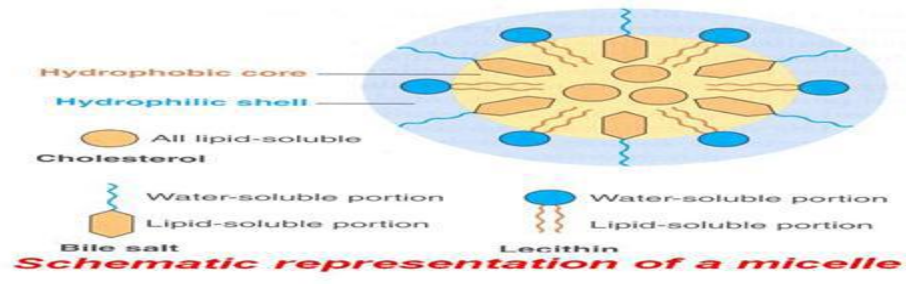 Hydrophobic core
Hydrophilic shell
All lipid-soluble
Cholesterol
Water-soluble portion
Lipid-soluble portion
Bile salt
Water-soluble portion
Lipid-soluble portion
Lecithin
Schematic representation of a micelle